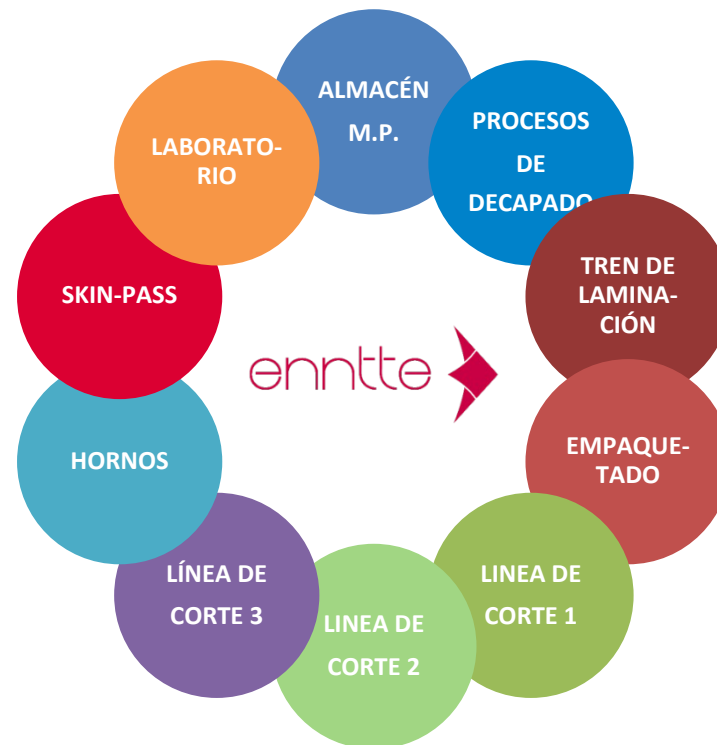 ALMACÉN
M.P.
PROCESOS
DE
DECAPADO
TREN DE
LAMINA-
CIÓN
EMPAQUE-
TADO
LINEA DE
CORTE 1
LINEA DE
CORTE 2
LÍNEA DE
CORTE 3
HORNOS
SKIN-PASS
LABORATO-
RIO
enntte